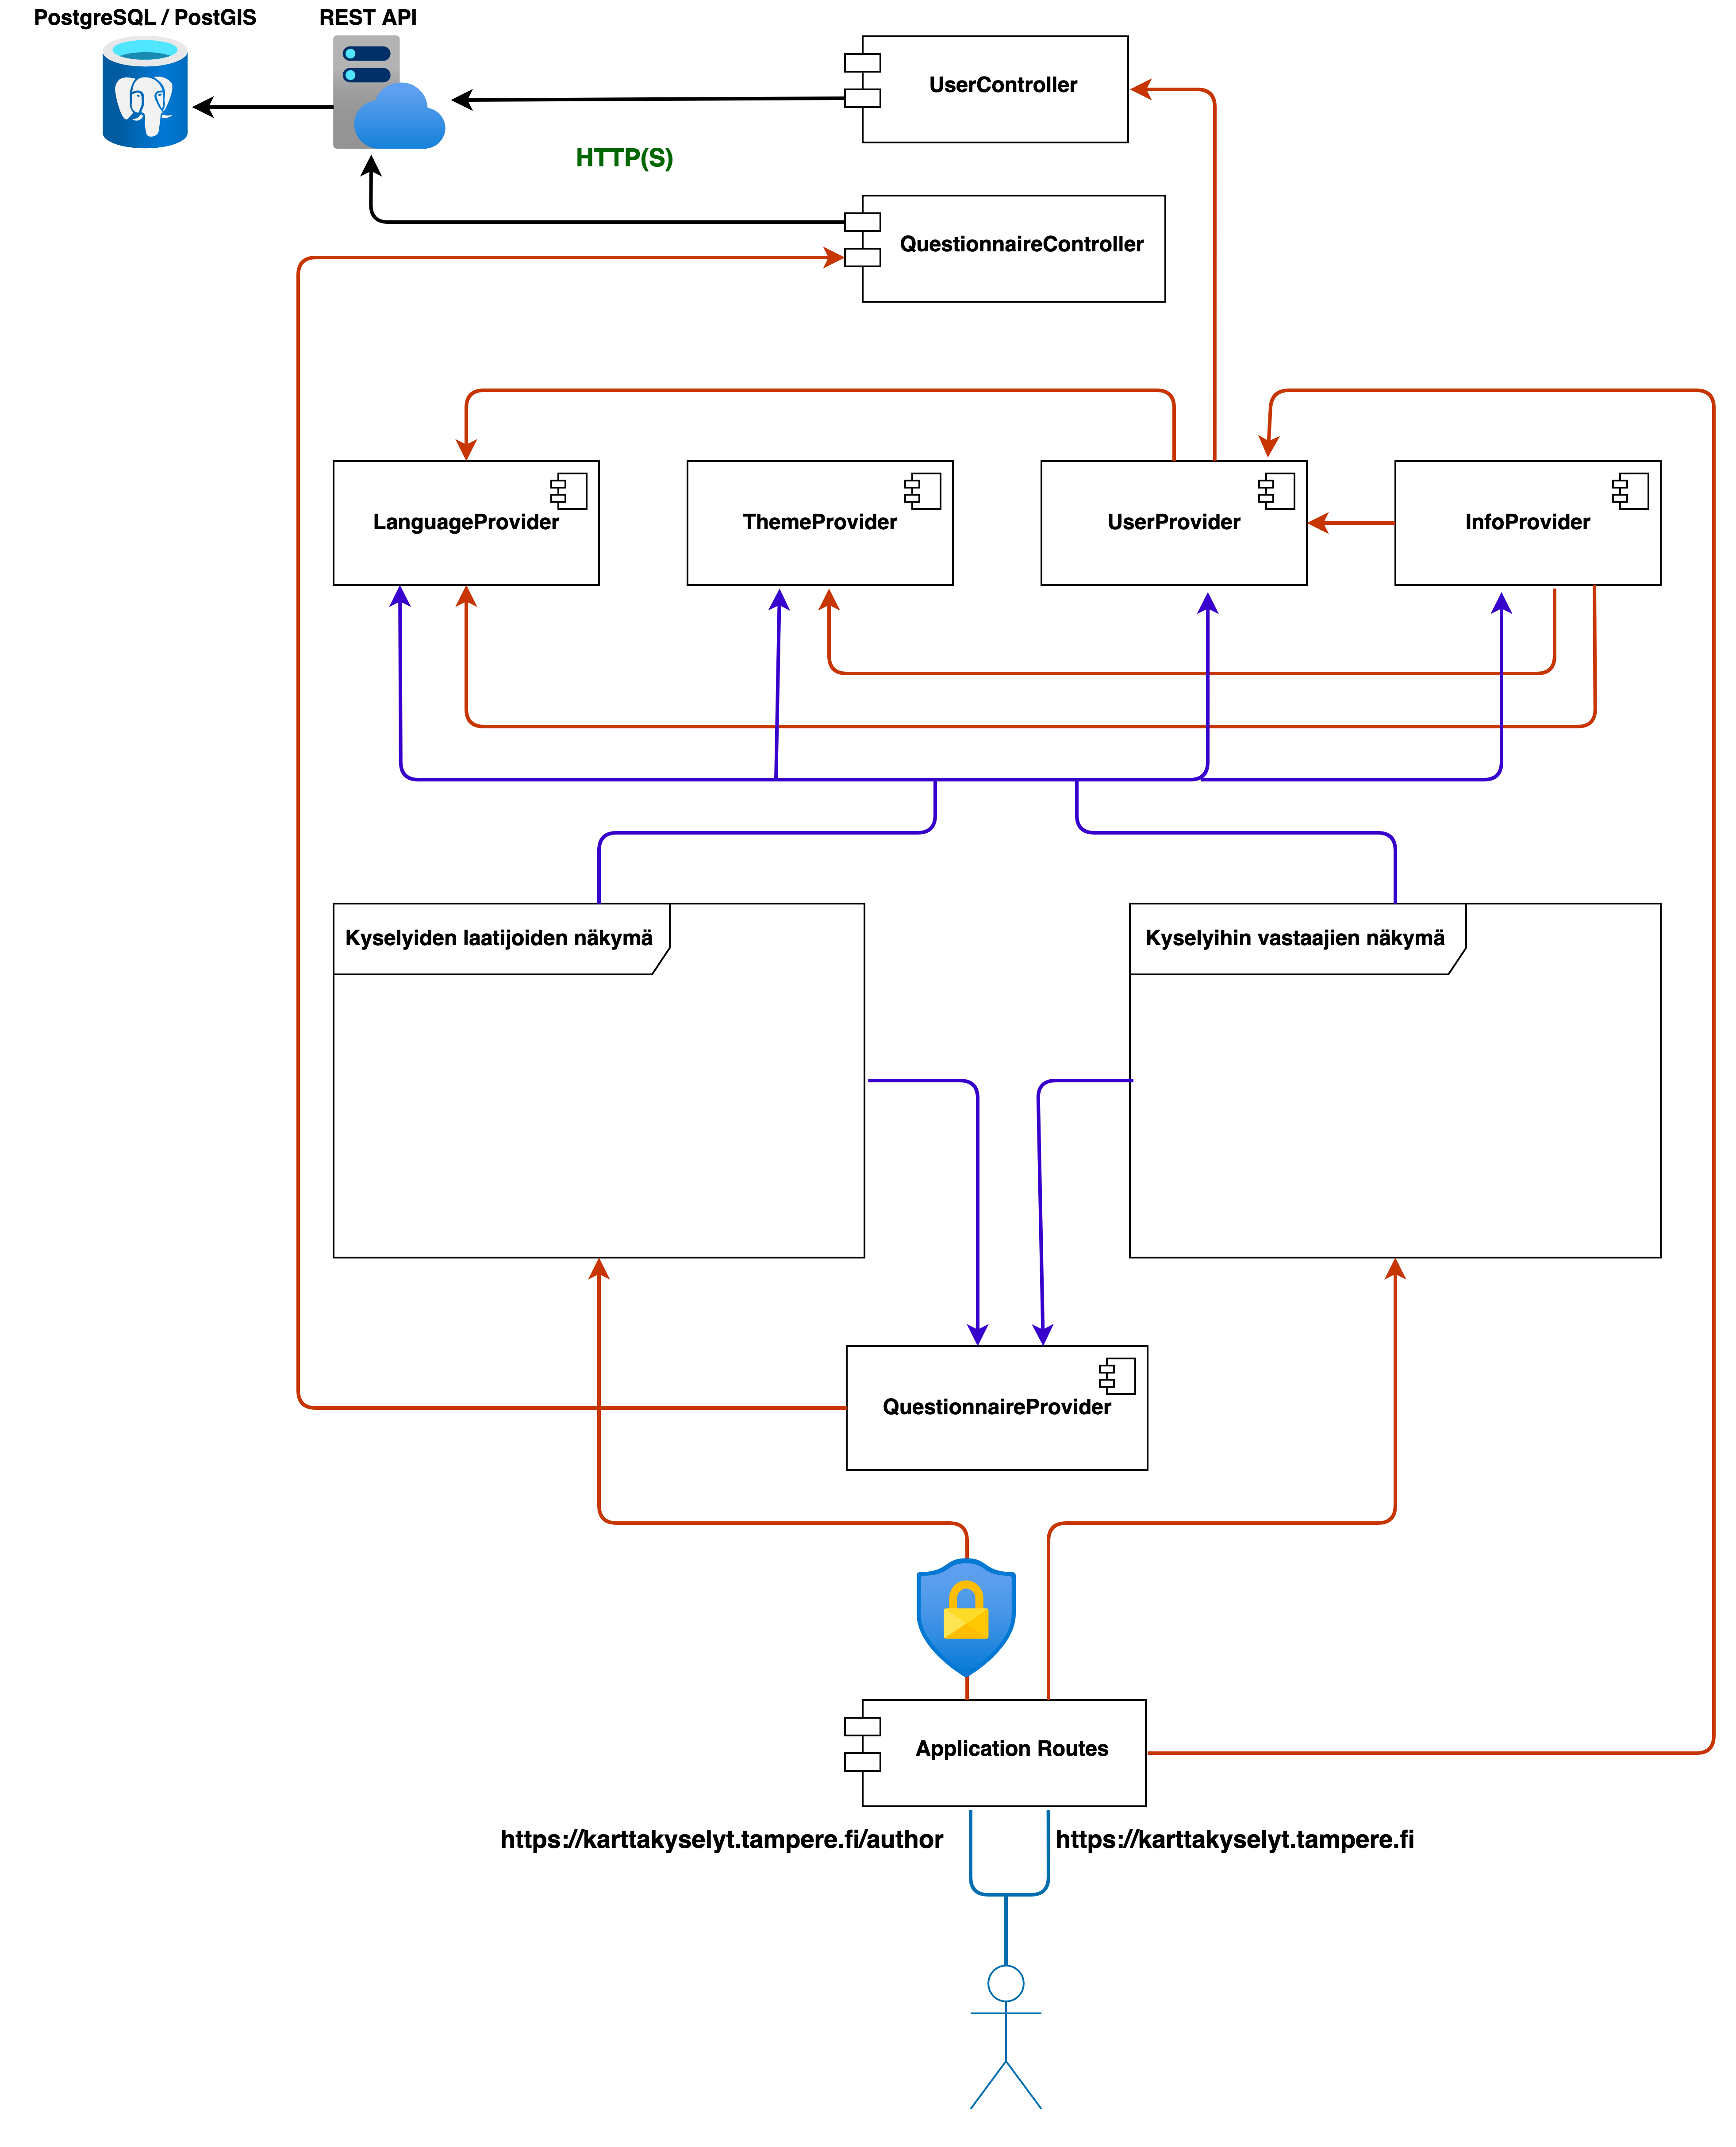 PostgreSQL / PostGIS
REST API
UserController
HTTP(S)
QuestionnaireController
LanguageProvider
ThemeProvider
UserProvider
InfoProvider
Kyselyiden laatijoiden näkymä
Kyselyihin vastaajien näkymä
QuestionnaireProvider
Application Routes
https://karttakyselyt.tampere.fi/author
https://karttakyselyt.tampere.fi